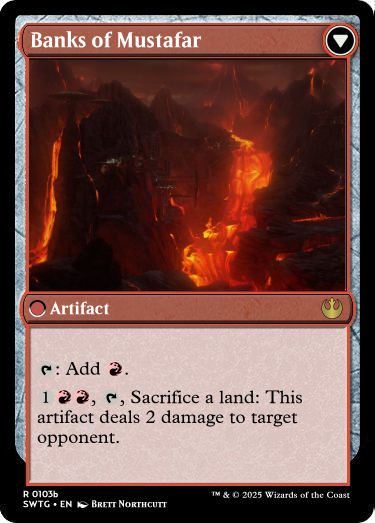 Banks of Mustafar
Artifact
: Add .
1 , , Sacrifice a land: This
artifact deals 2 damage to target
opponent.
R 0103b
SWTG • EN Brett Northcutt
™ & © 2025 Wizards of the Coast